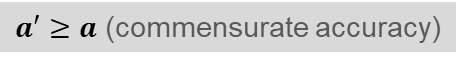 a′ ≥ a (commensurate accuracy)